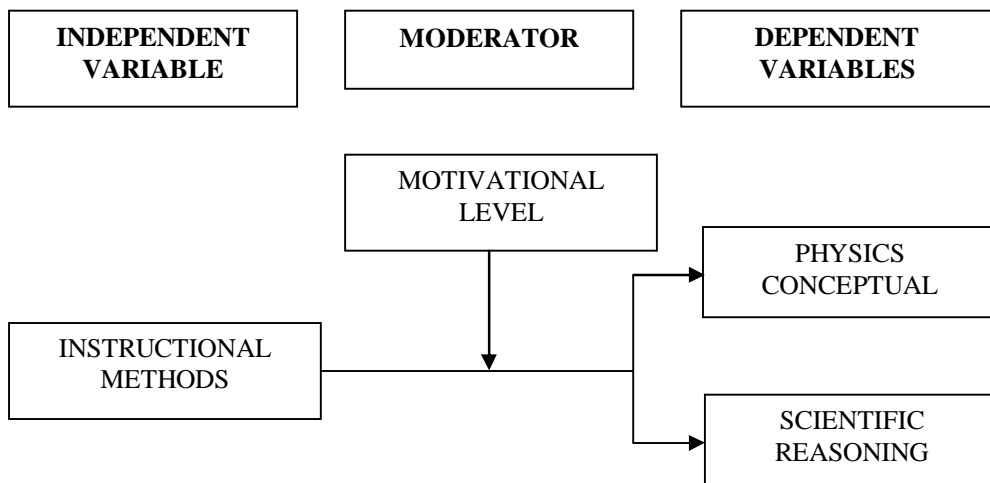 INDEPENDENT
VARIABLE
MODERATOR
DEPENDENT
VARIABLES
MOTIVATIONAL
LEVEL
PHYSICS
CONCEPTUAL
INSTRUCTIONAL
METHODS
SCIENTIFIC
REASONING